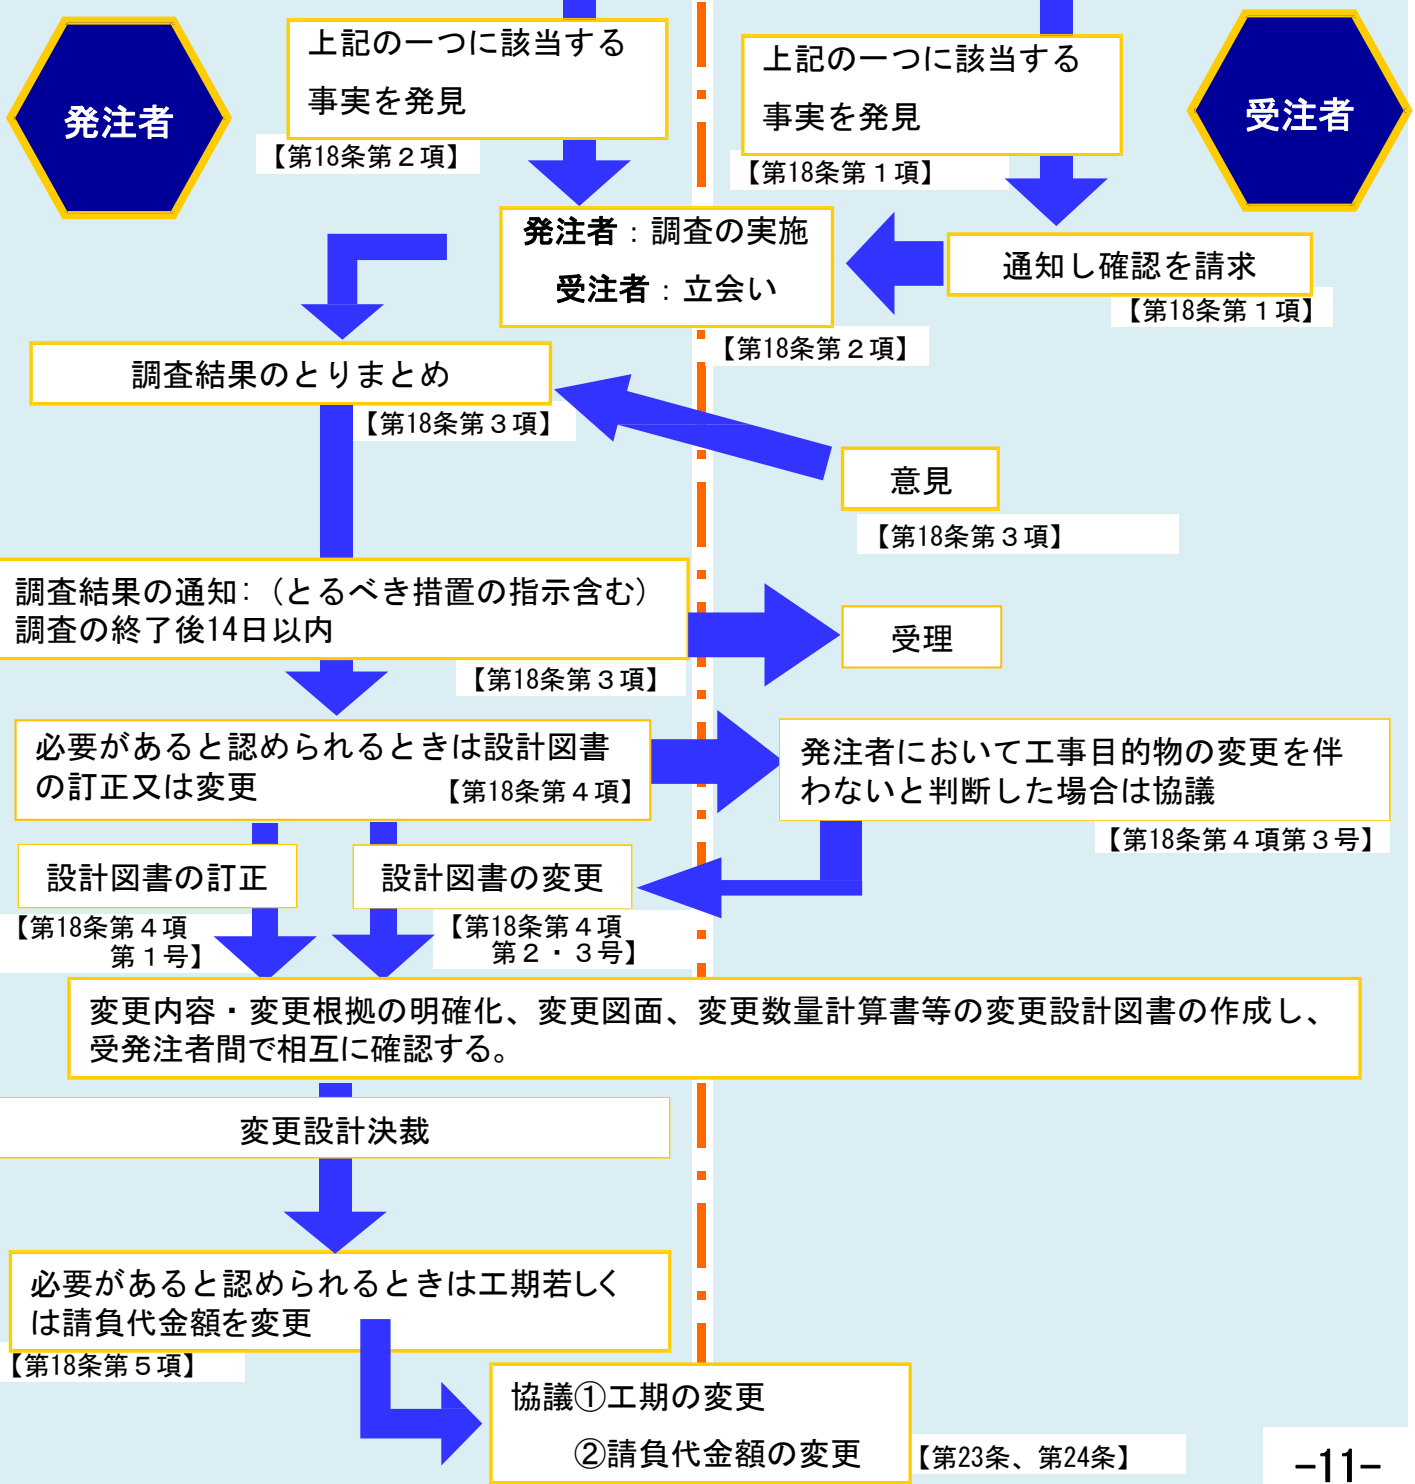 発注者
上記の一つに該当する
事実を発見
【第18条第２項】
上記の一つに該当する
事実を発見
【第18条第１項】
受注者
発注者：調査の実施
受注者：立会い
【第18条第２項】
通知し確認を請求
【第18条第１項】
調査結果のとりまとめ
【第18条第３項】
意見
【第18条第３項】
調査結果の通知：（とるべき措置の指示含む）
調査の終了後14日以内
【第18条第３項】
受理
必要があると認められるときは設計図書
の訂正又は変更
【第18条第４項】
発注者において工事目的物の変更を伴
わないと判断した場合は協議
【第18条第４項第３号】
設計図書の訂正
【第18条第４項
第１号】
設計図書の変更
【第18条第４項
第２・３号】
変更内容・変更根拠の明確化、変更図面、変更数量計算書等の変更設計図書の作成し、
受発注者間で相互に確認する。
変更設計決裁
必要があると認められるときは工期若しく
は請負代金額を変更
【第18条第５項】
協議①工期の変更
②請負代金額の変更
【第23条、第24条】
-11-